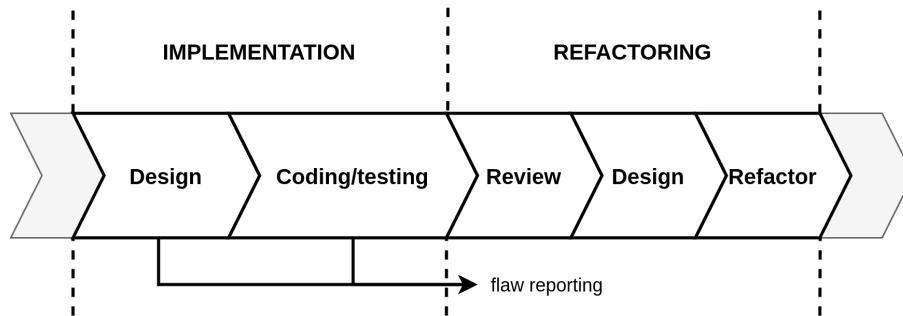 IMPLEMENTATION
REFACTORING
Design
Coding/testing
Review
Design
Refactor
flaw reporting